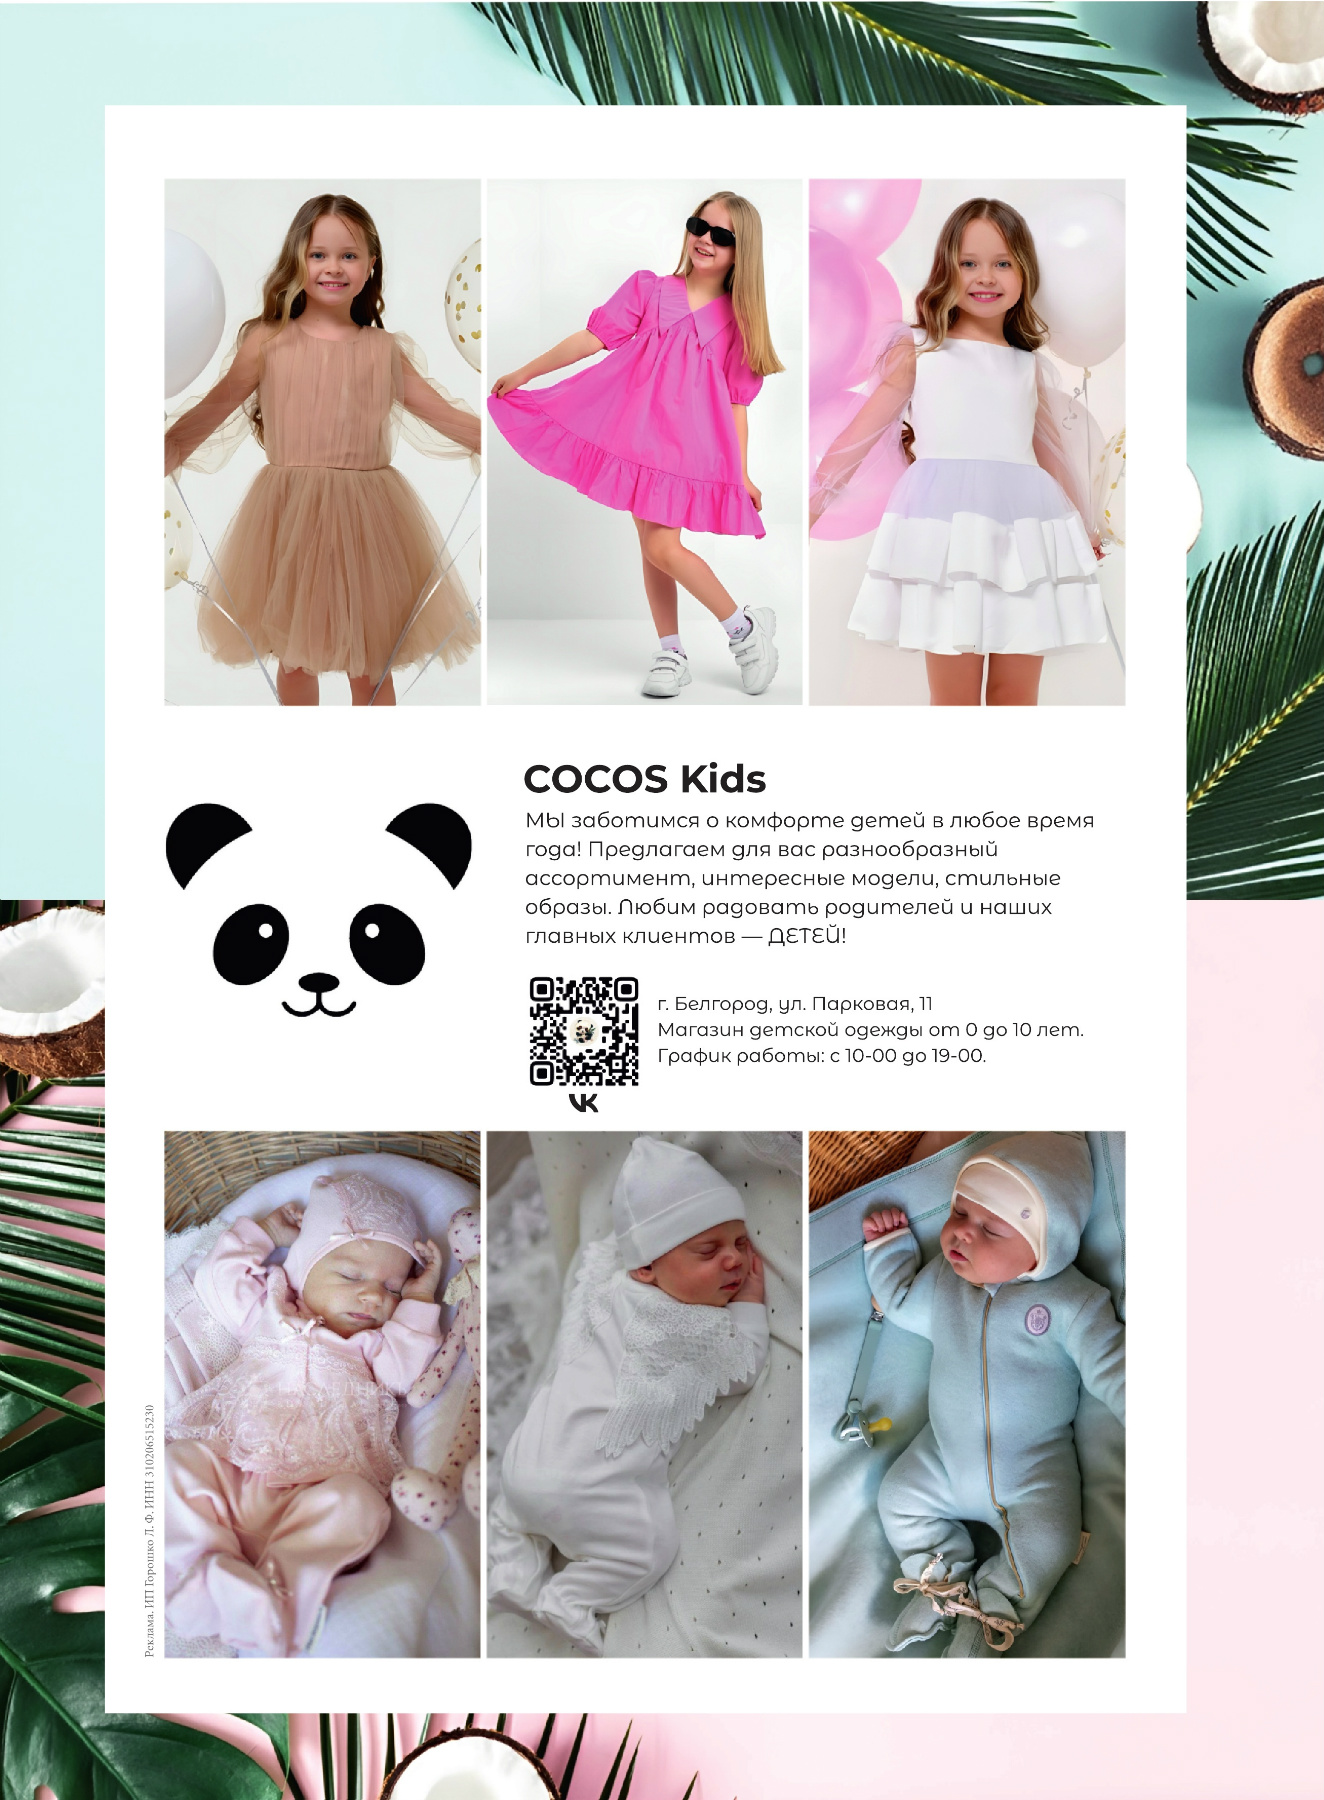 COCOS Kids
МЫ заботимся о комфорте детей в любое время
года! Предлагаем для вас разнообразный
ассортимент, интересные модели, стильные
образы. Любим радовать родителей и наших
главных клиентов — ДЕТЕЙ!
г. Белгород, ул. Парковая, 11
Магазин детской одежды от 0 до 10 лет.
График работы: с 10-00 до 19-00.
VK
НАСЛЕДНИКЪ
Реклама. ИП Горошко Л. Ф. ИНН 310206515230